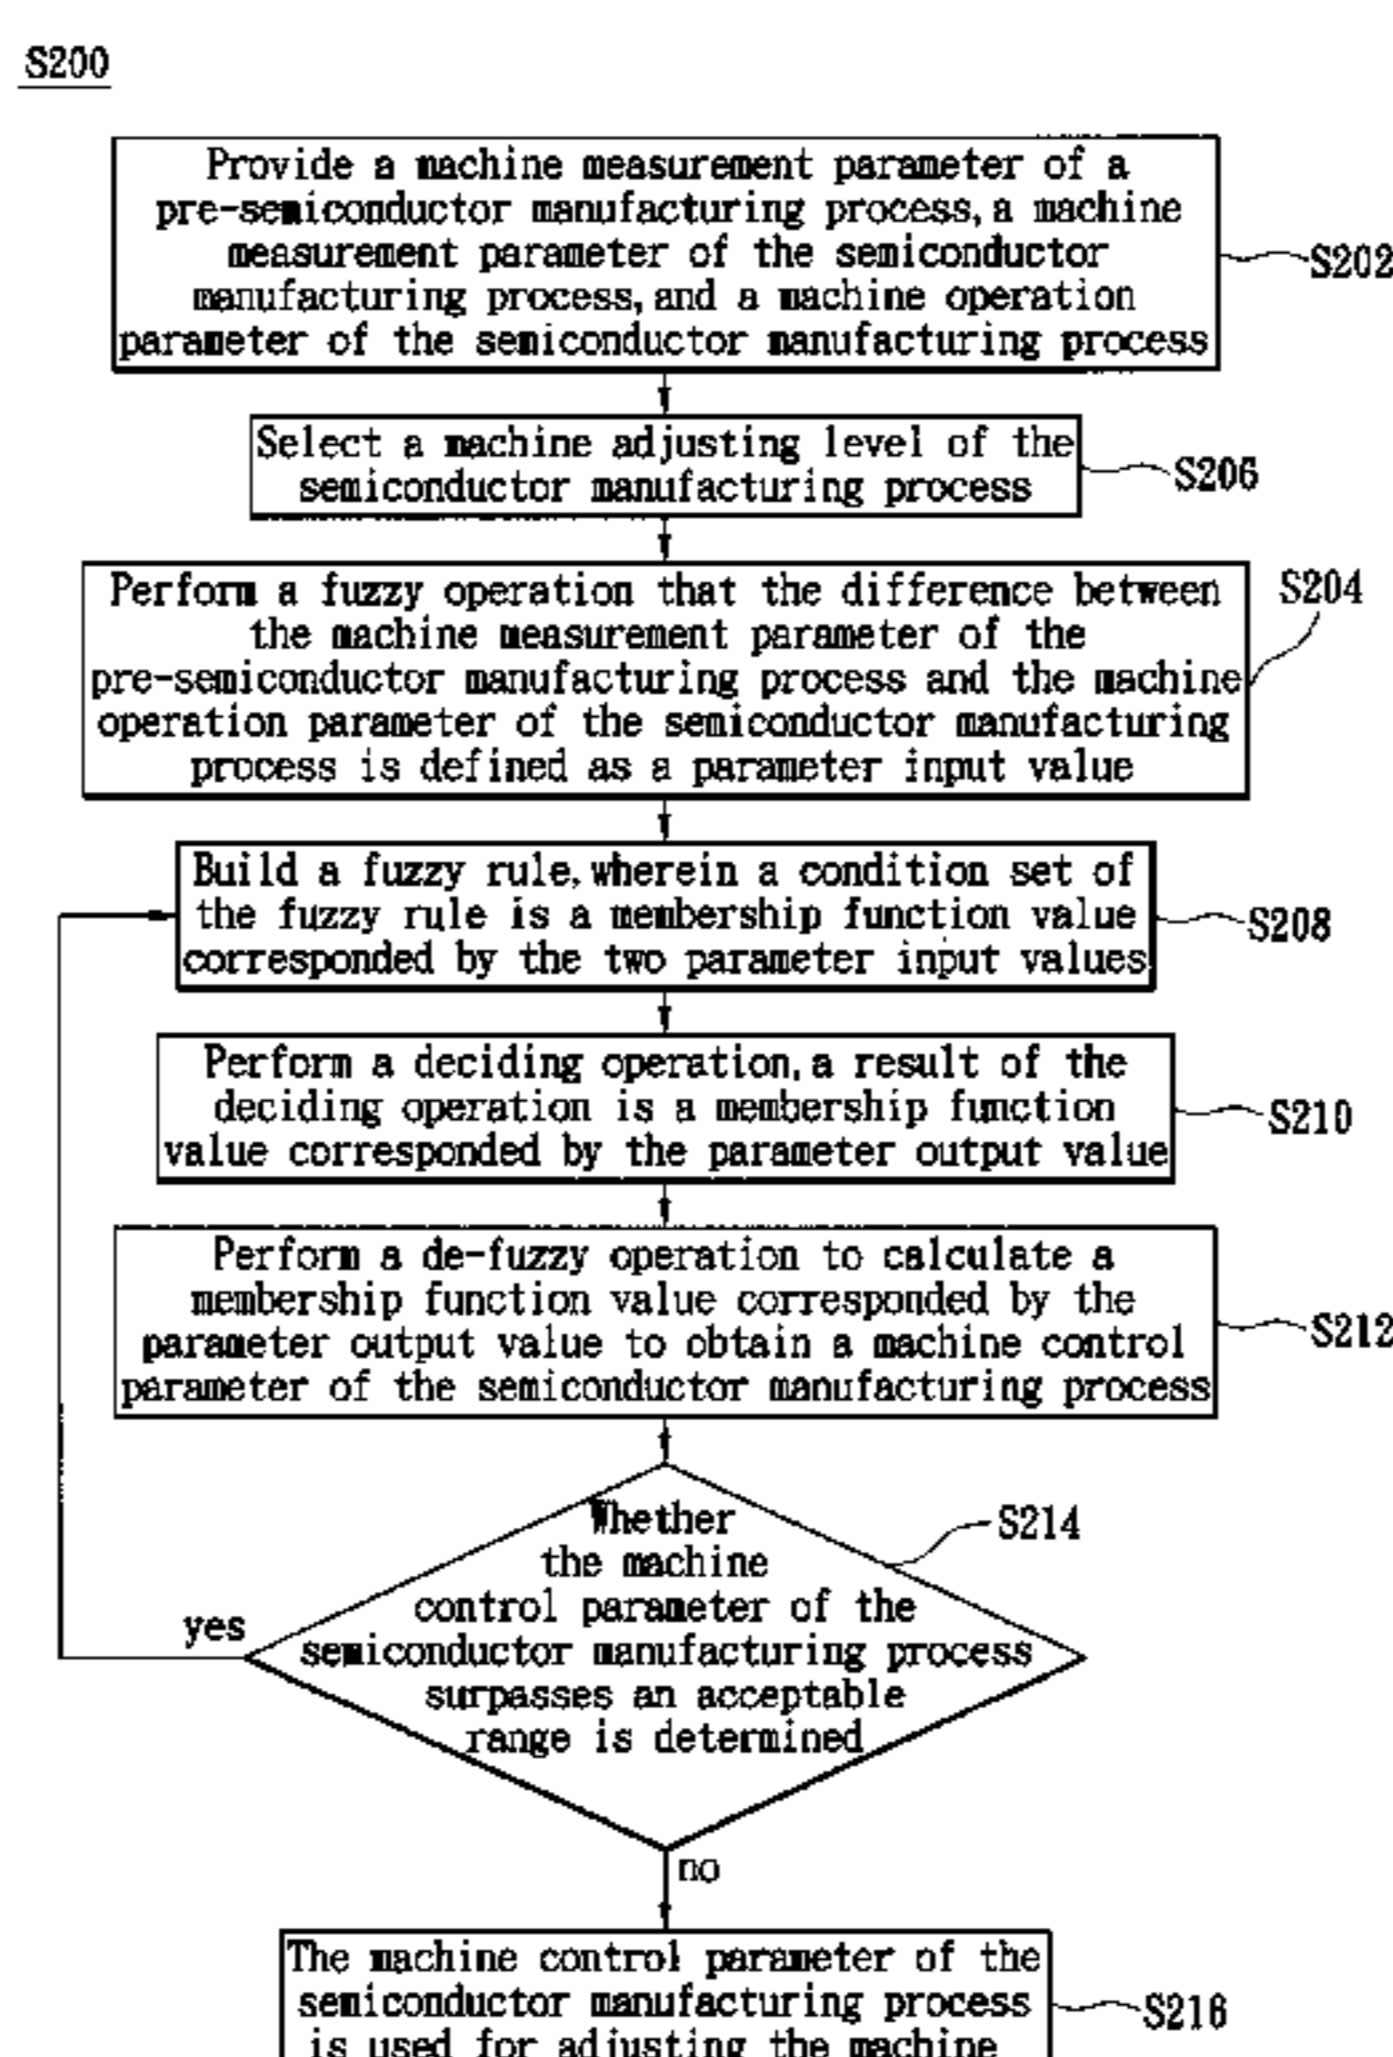 S200
Provide a machine measurement parameter of a
pre-semiconductor manufacturing process, a machine
measurement parameter of the semiconductor
manufacturing process, and a machine operation
parameter of the semiconductor manufacturing process
S202
Select a machine adjusting level of the
semiconductor manufacturing process
S206
Perform a fuzzy operation that the difference between
the machine measurement parameter of the
pre-semiconductor manufacturing process and the machine
operation parameter of the semiconductor manufacturing
process is defined as a parameter input value
S204
Build a fuzzy rule, wherein a condition set of
the fuzzy rule is a membership function value
corresponded by the two parameter input values
S208
Perform a deciding operation, a result of the
deciding operation is a membership function
value corresponded by the parameter output value
S210
Perform a de-fuzzy operation to calculate a
membership function value corresponded by the
parameter output value to obtain a machine control
parameter of the semiconductor manufacturing process
S212
Whether
the machine
control parameter of the
semiconductor manufacturing process
surpasses an acceptable
range is determined
S214
yes
no
The machine control parameter of the
semiconductor manufacturing process
is used for adjusting the machine
S216